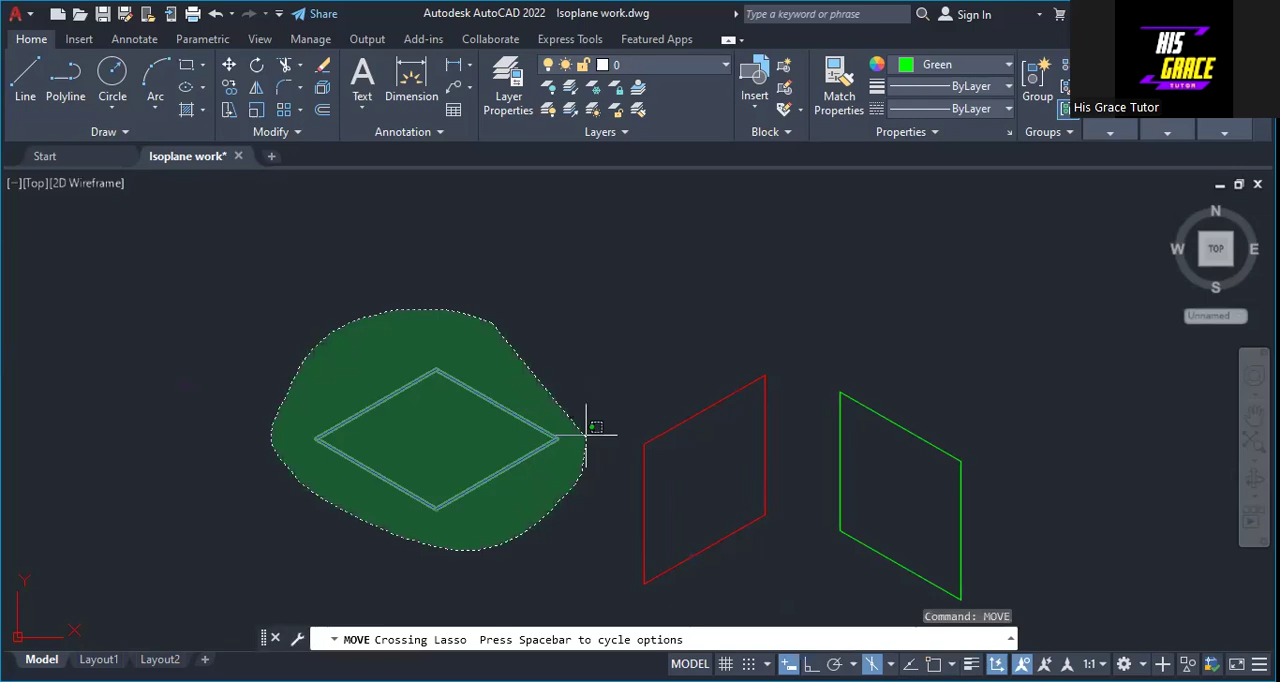 Share
Autodesk AutoCAD 2022 Isoplane work.dwg
Type a keyword or phrase
Sign In
Home Insert Annotate Parametric View Manage Output Add-ins Collaborate Express Tools Featured Apps
HIS
GRACE
TUTOR
His Grace Tutor
Line Polyline Circle Arc
Text Dimension
Layer
Properties
0
Insert
Match
Properties
Green
ByLayer
ByLayer
Group
Draw Modify Annotation Layers Block Properties Groups
Start Isoplane work*
[−][Top][2D Wireframe]
N
W TOP E
S
Unnamed
Y
X
Command: MOVE
MOVE Crossing Lasso Press Spacebar to cycle options
Model Layout1 Layout2
MODEL 1:1